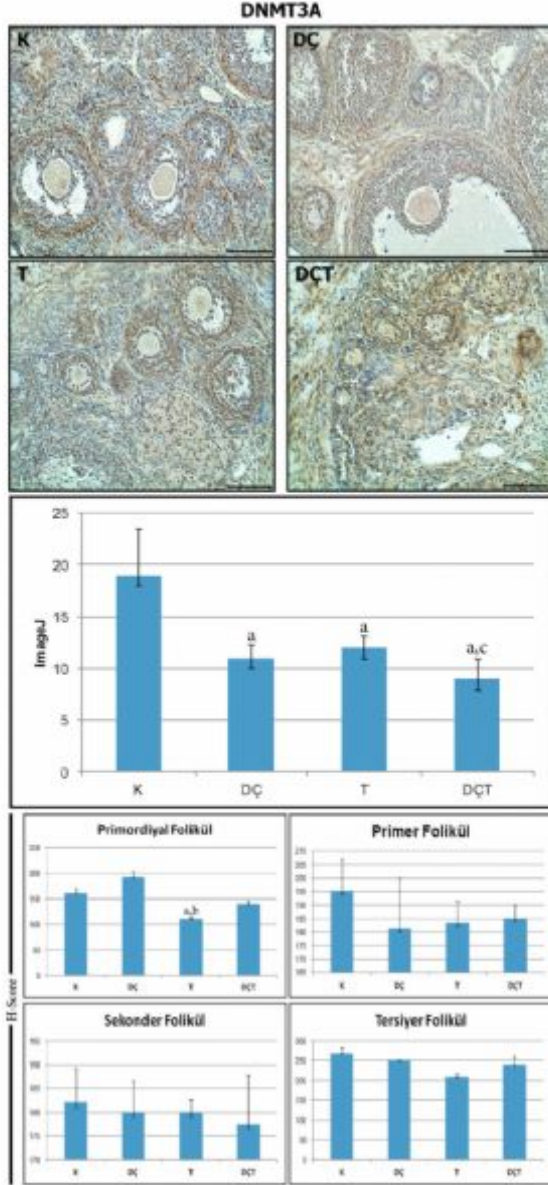 DNMT3A
K
DÇ
T
DÇT
25
20
15
10
5
0
ImageJ
a
a
a,c
K DÇ T DÇT
H-Score
Primordiyal Folikül
a,b
K DÇ T DÇT
Primer Folikül
K DÇ T DÇT
Sekonder Folikül
K DÇ T DÇT
Tersiyer Folikül
K DÇ T DÇT